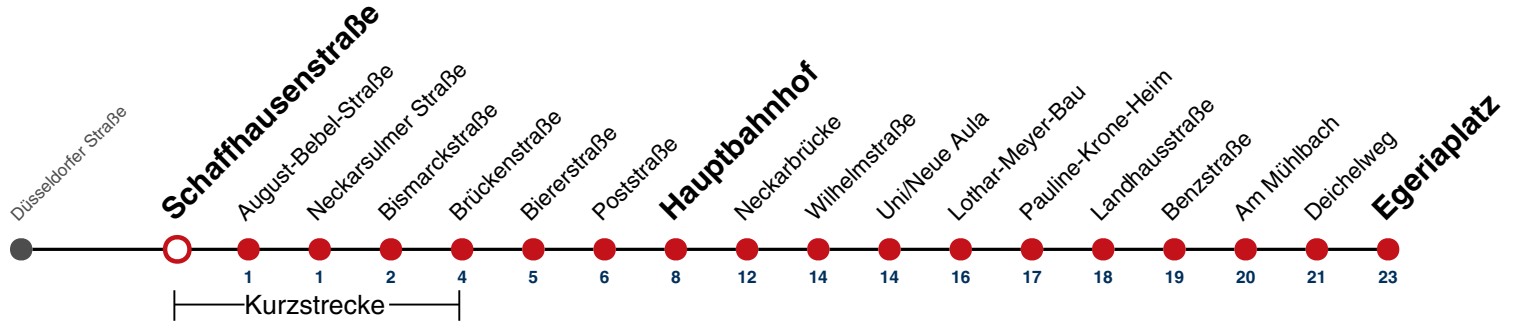 Düsseldorfer Straße
Schaffhausenstraße
August-Bebel-Straße
Neckarsulmer Straße
Bismarckstraße
Brückenstraße
Biererstraße
Poststraße
Hauptbahnhof
Neckarbrücke
Wilhelmstraße
Uni/Neue Aula
Lothar-Meyer-Bau
Pauline-Krone-Heim
Landhausstraße
Benzstraße
Am Mühlbach
Deichelweg
Egeriaplatz
1 1 2 4 5 6 8 12 14 14 16 17 18 19 20 21 23
Kurzstrecke